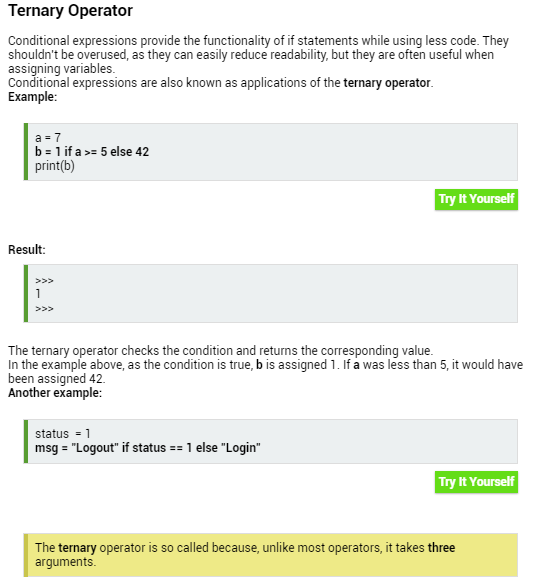 Ternary Operator
Conditional expressions provide the functionality of if statements while using less code. They
shouldn't be overused, as they can easily reduce readability, but they are often useful when
assigning variables.
Conditional expressions are also known as applications of the ternary operator.
Example:
a = 7
b = 1 if a >= 5 else 42
print(b)
Try It Yourself
Result:
>>>
1
>>>
The ternary operator checks the condition and returns the corresponding value.
In the example above, as the condition is true, b is assigned 1. If a was less than 5, it would have
been assigned 42.
Another example:
status = 1
msg = "Logout" if status == 1 else "Login"
Try It Yourself
The ternary operator is so called because, unlike most operators, it takes three
arguments.